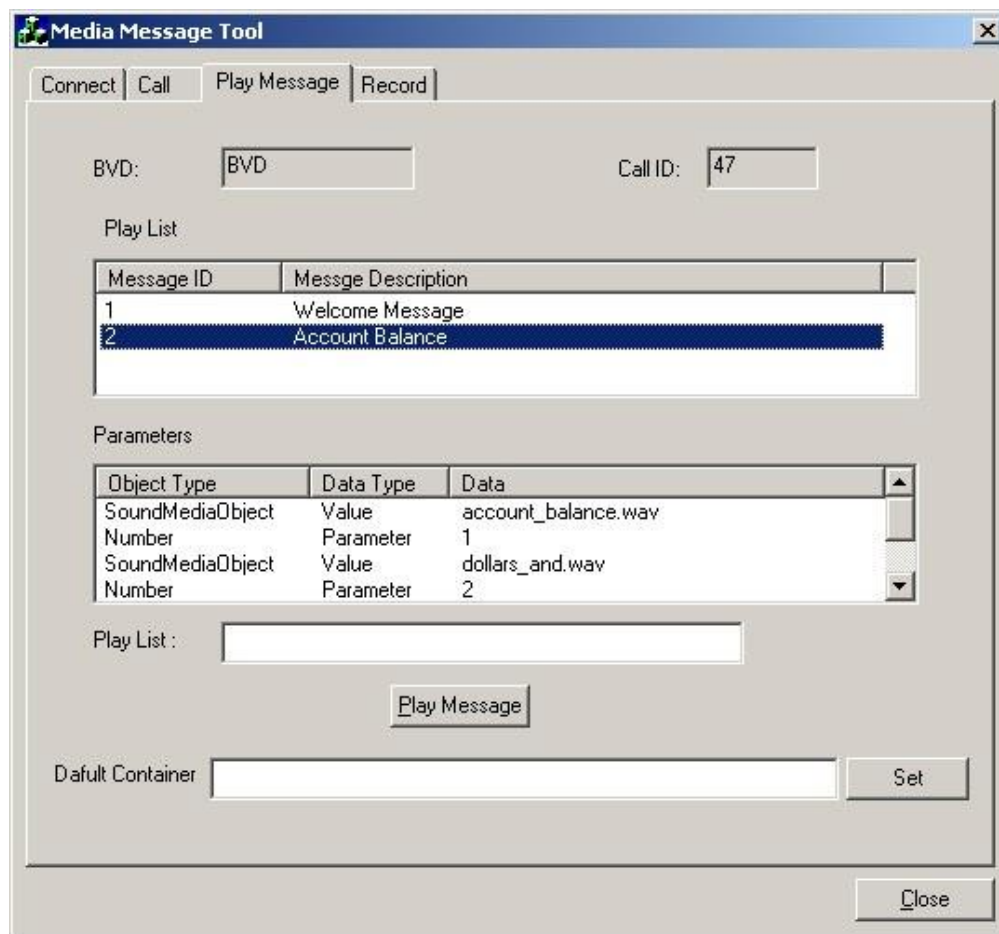 Media Message Tool
Connect Call Play Message Record
BVD: BVD Call ID: 47
Play List
Message ID Messge Description
1 Welcome Message
2 Account Balance
Parameters
Object Type Data Type Data
SoundMediaObject Value account_balance.wav
Number Parameter 1
SoundMediaObject Value dollars_and.wav
Number Parameter 2
Play List :
Play Message
Dafult Container Set
Close